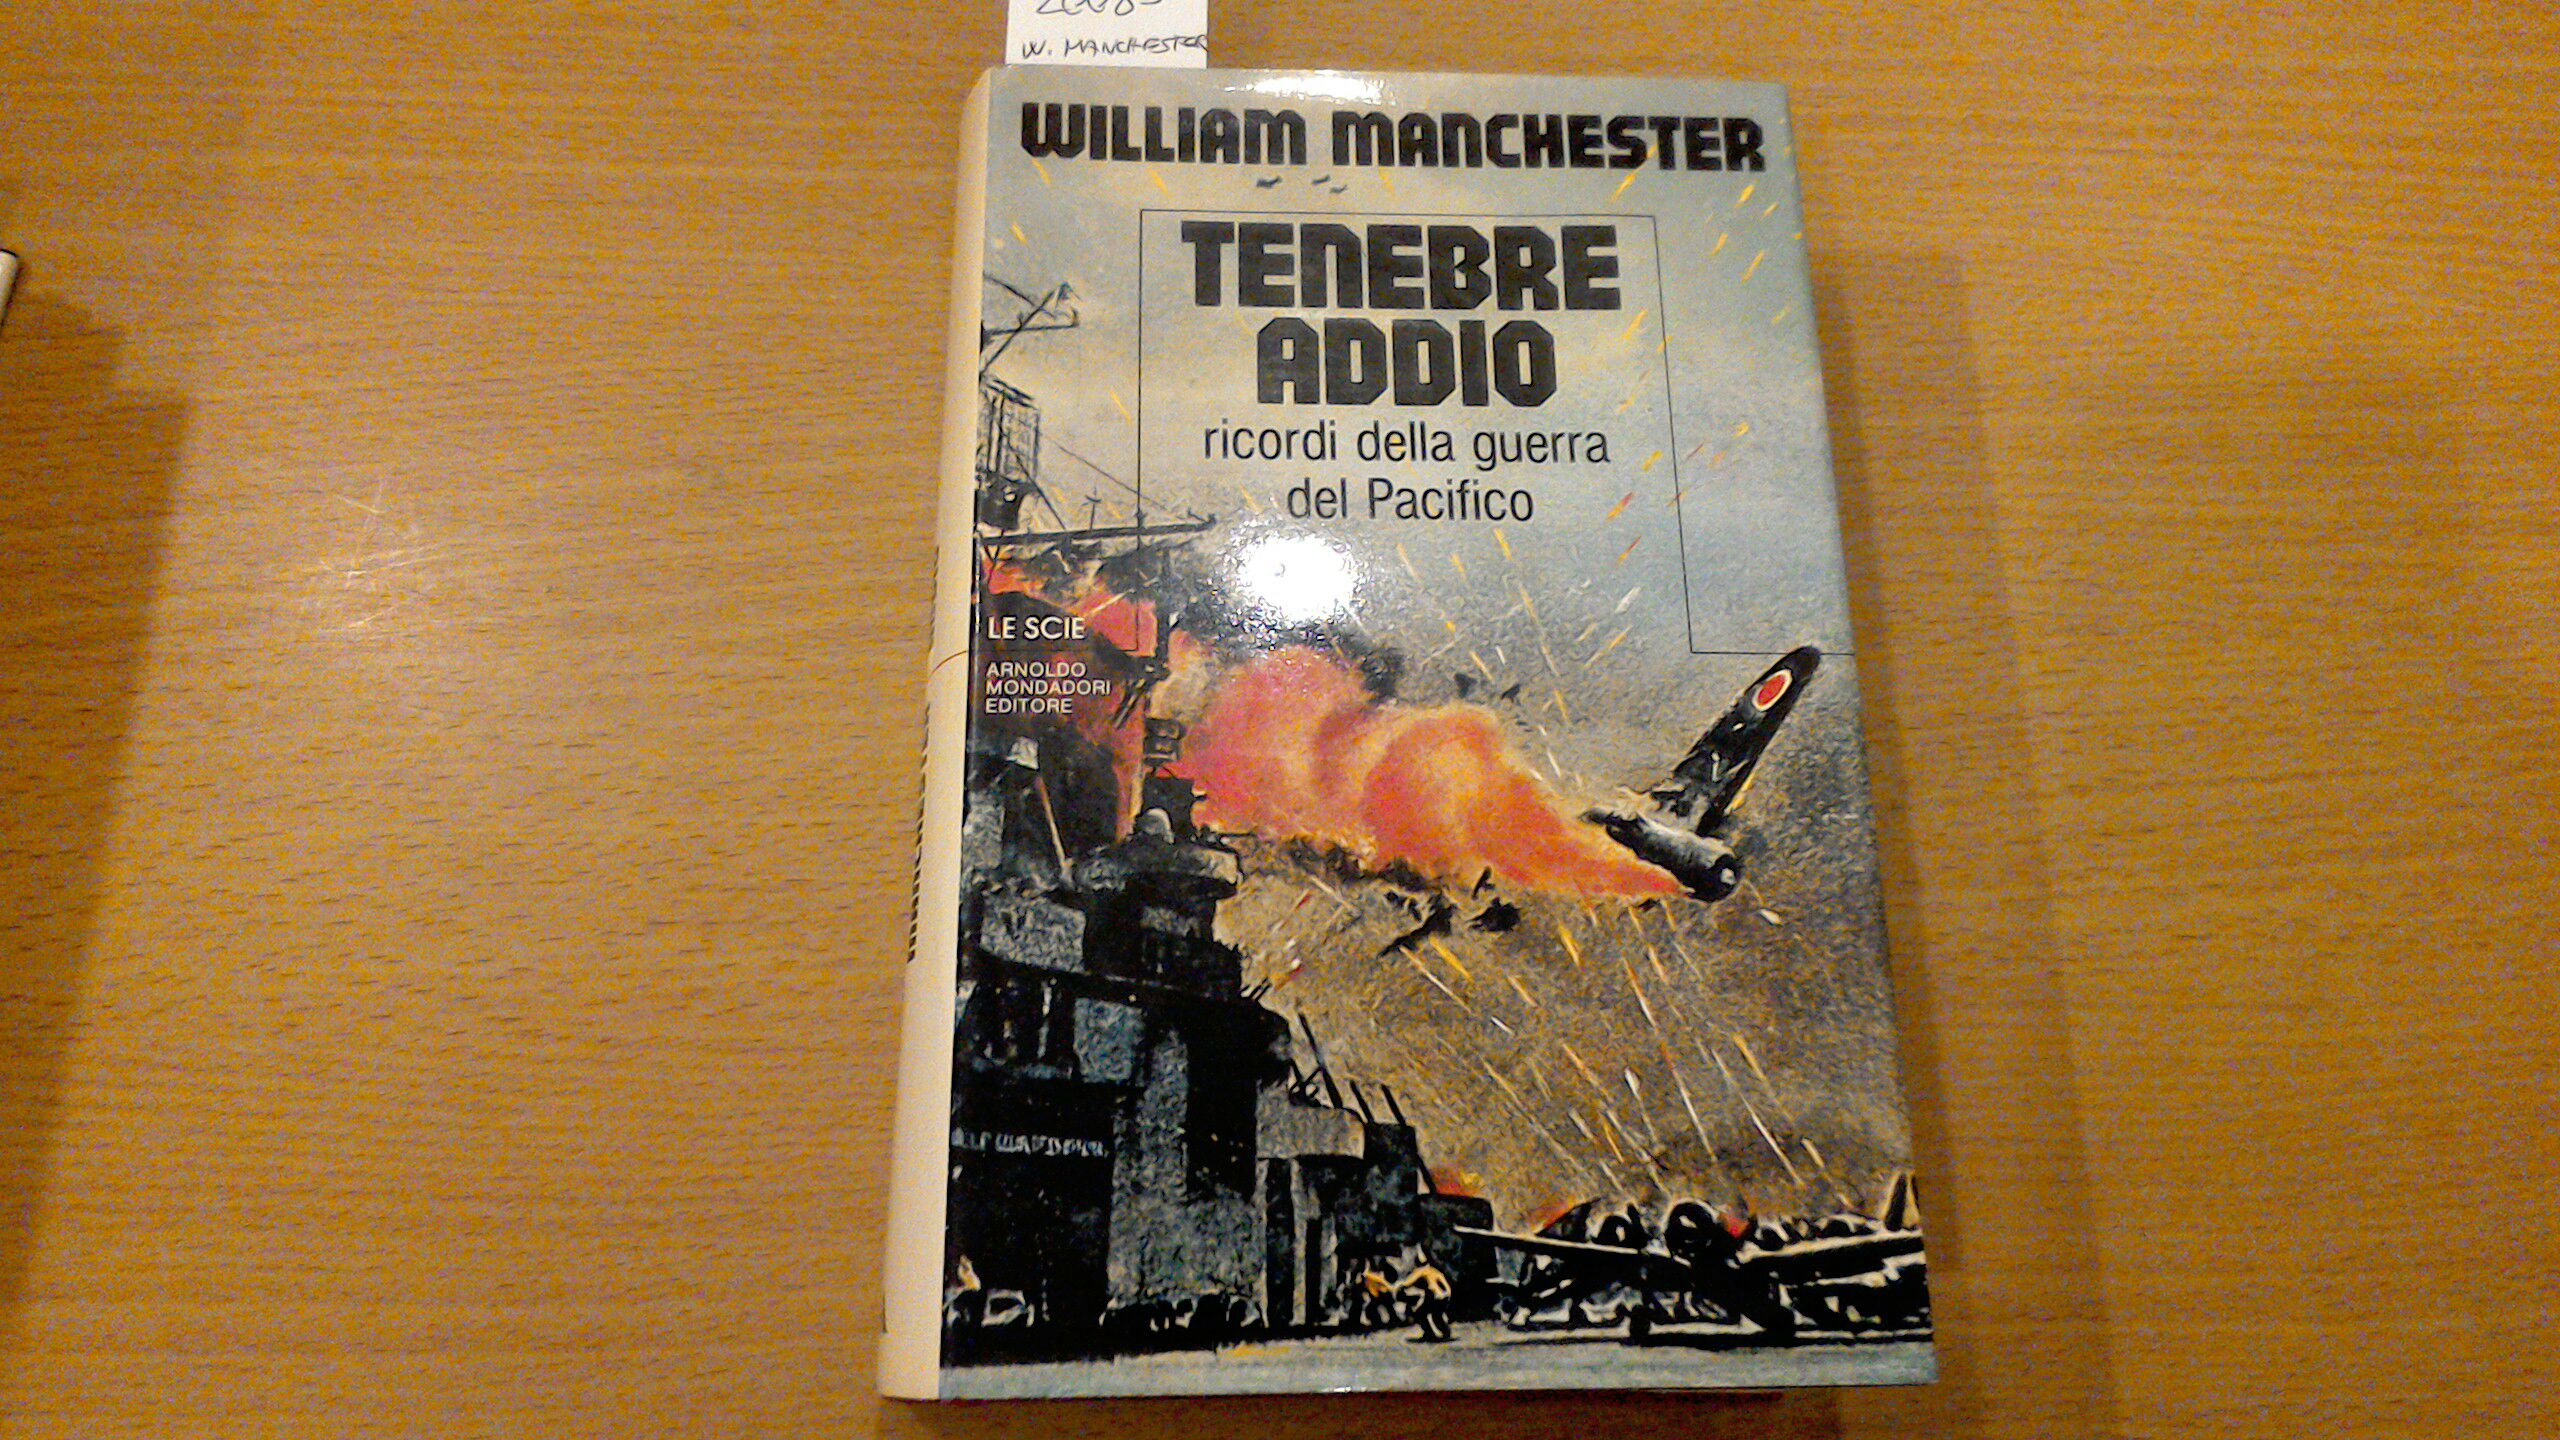 W. MANCHESTER
WILLIAM MANCHESTER
TENEBRE
ADDIO
ricordi della guerra
del Pacifico
LE SCIE
ARNOLDO
MONDADORI
EDITORE